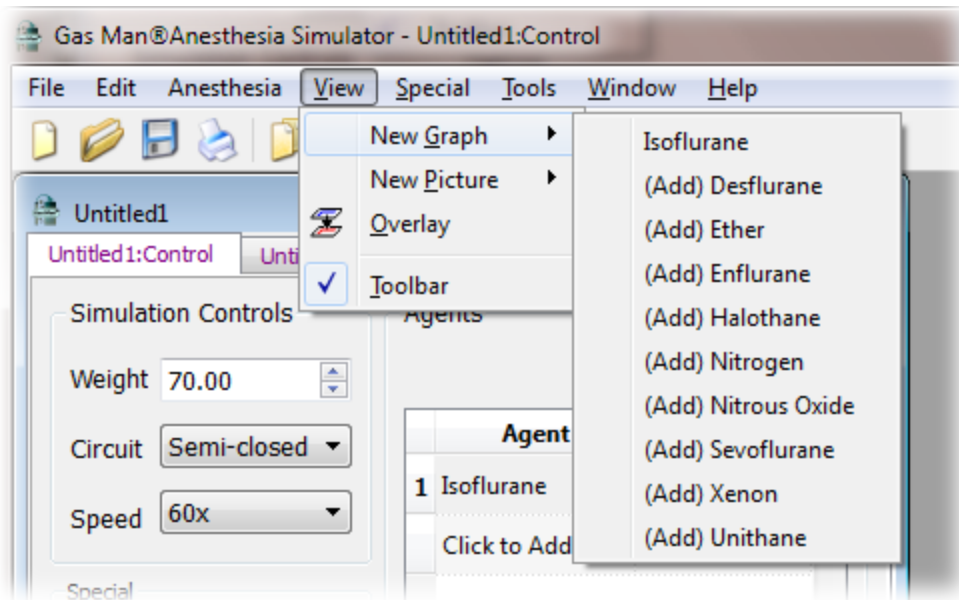 Gas Man®Anesthesia Simulator - Untitled1:Control
File Edit Anesthesia View Special Tools Window Help
New Graph
New Picture
Overlay
Toolbar
Isoflurane
(Add) Desflurane
(Add) Ether
(Add) Enflurane
(Add) Halothane
(Add) Nitrogen
(Add) Nitrous Oxide
(Add) Sevoflurane
(Add) Xenon
(Add) Unithane
Untitled1
Untitled1:Control Unti
Simulation Controls
Weight 70.00
Circuit Semi-closed
Speed 60x
Special
Agents
Agent
1 Isoflurane
Click to Add